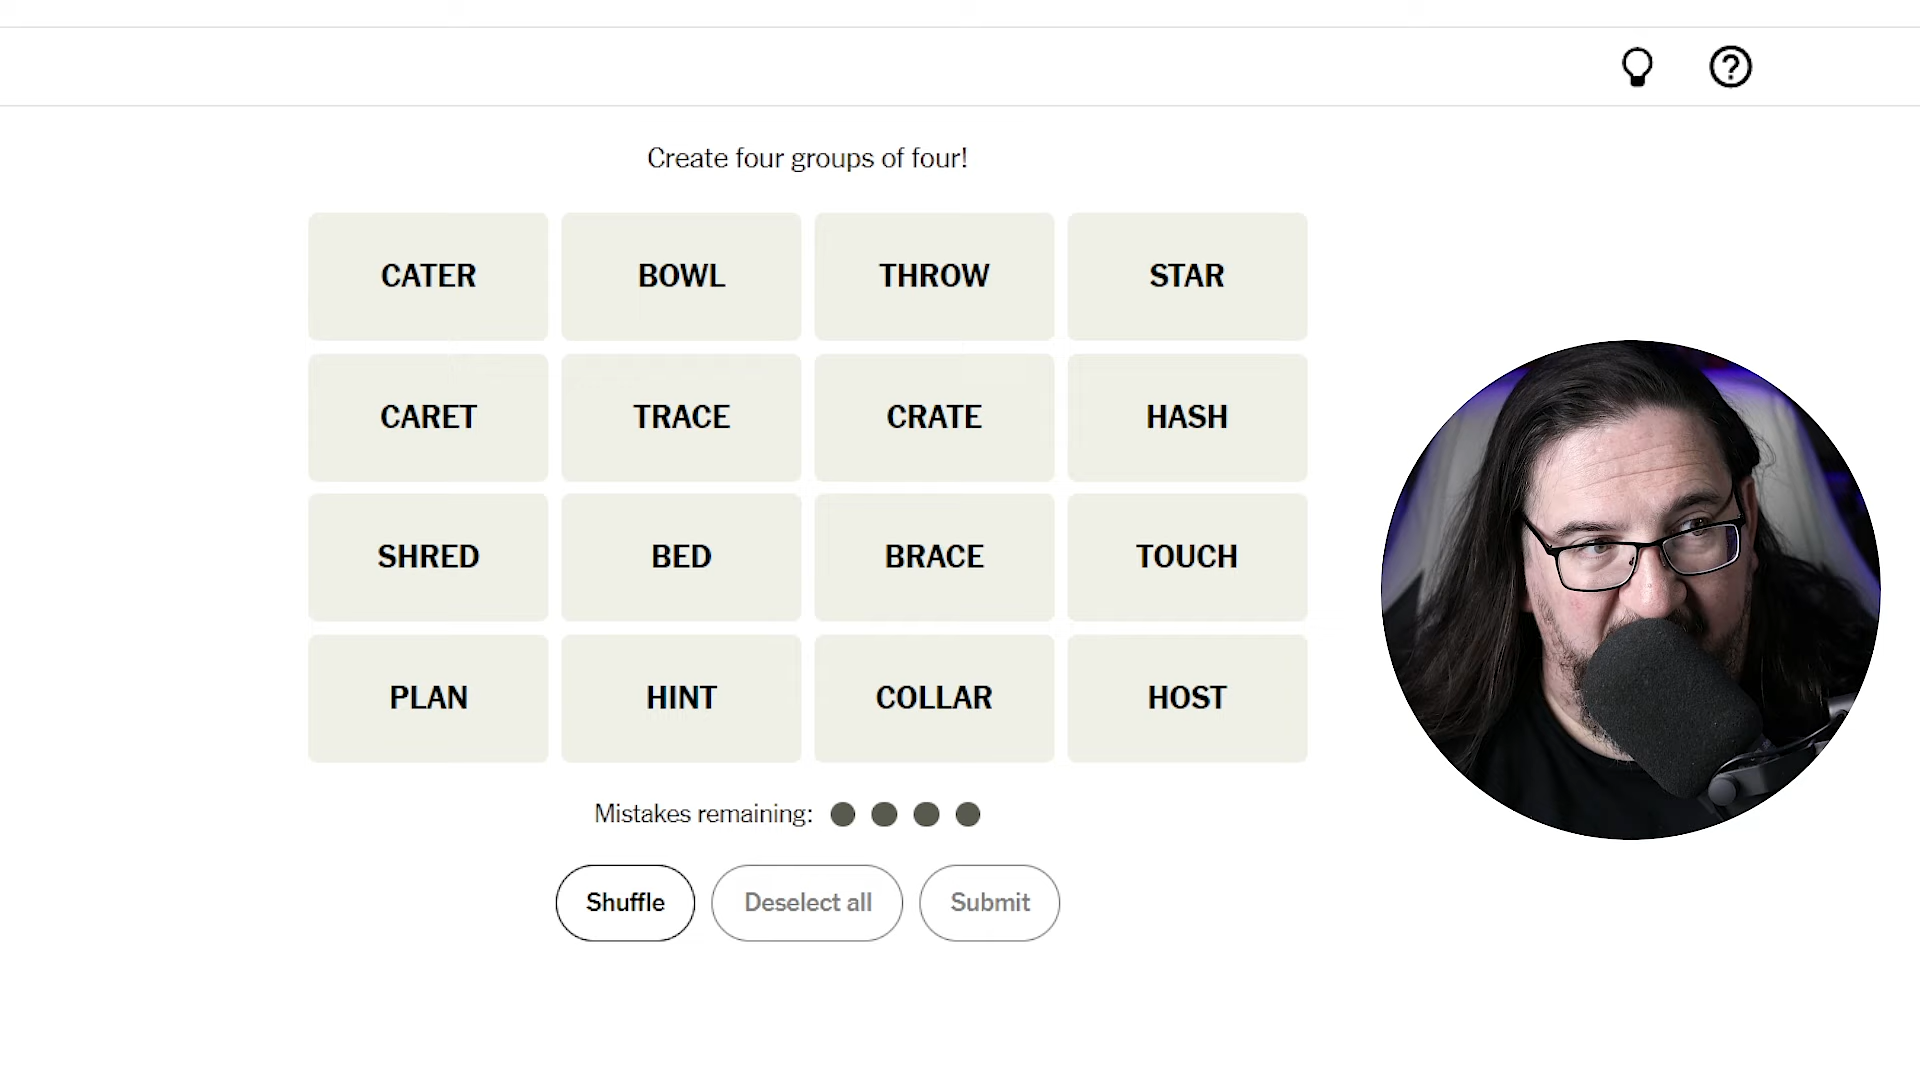 Create four groups of four!
CATER BOWL THROW STAR
CARET TRACE CRATE HASH
SHRED BED BRACE TOUCH
PLAN HINT COLLAR HOST
Mistakes remaining:
Shuffle Deselect all Submit